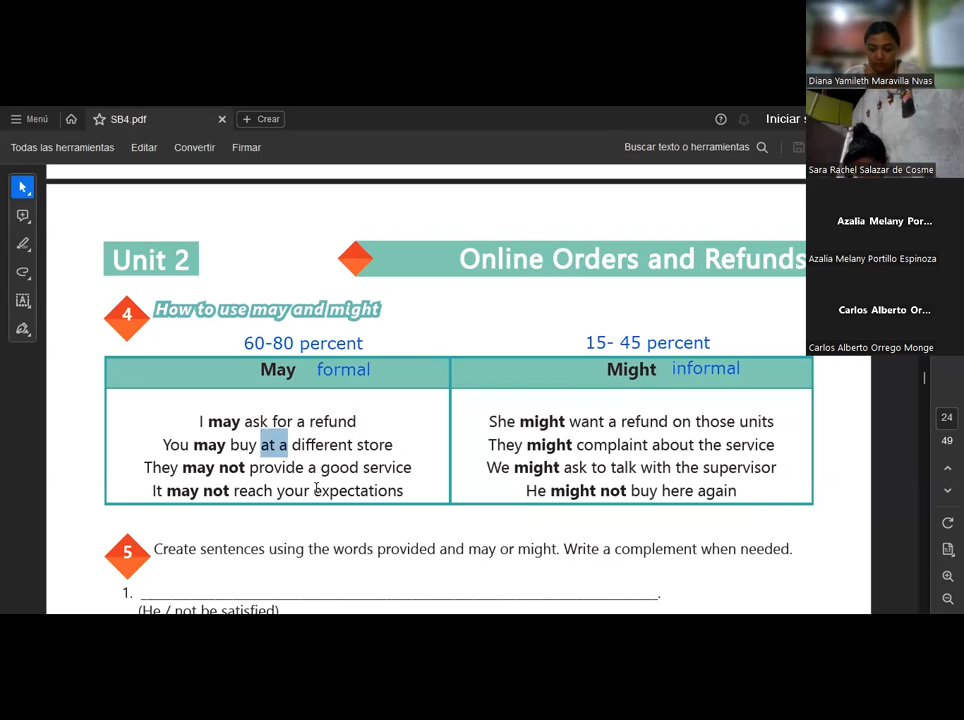 Menú
SB4.pdf
Crear
Iniciar s
Todas las herramientas
Editar
Convertir
Firmar
Buscar texto o herramientas
Unit 2
Online Orders and Refunds
4
How to use may and might
60-80 percent
15- 45 percent
May formal
Might informal
I may ask for a refund
She might want a refund on those units
You may buy at a different store
They might complaint about the service
They may not provide a good service
We might ask to talk with the supervisor
It may not reach your expectations
He might not buy here again
5
Create sentences using the words provided and may or might. Write a complement when needed.
1. ______________________________.
(He / not be satisfied)
24
49
Diana Yamileth Maravilla Nvas
Sara Rachel Salazar de Cosme
Azalia Melany Por...
Azalia Melany Portillo Espinoza
Carlos Alberto Or...
Carlos Alberto Orrego Monge